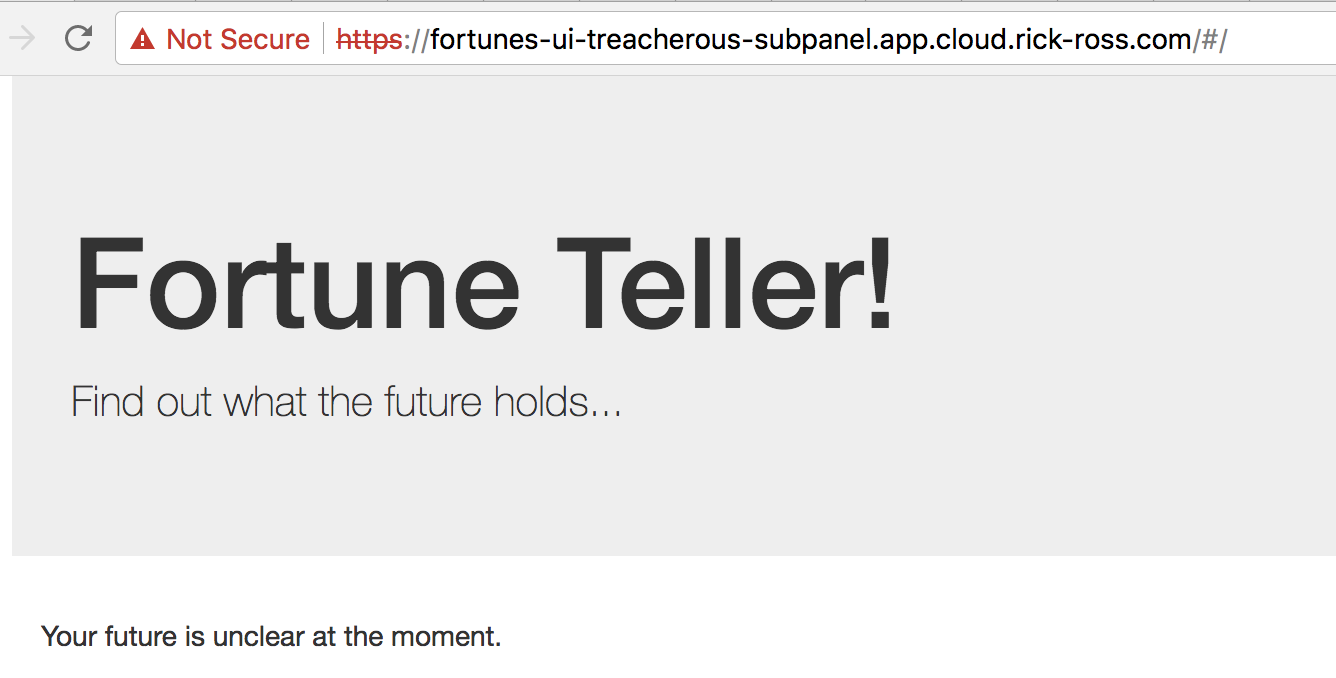 Not Secure https://fortunes-ui-treacherous-subpanel.app.cloud.rick-ross.com/#/
Fortune Teller!
Find out what the future holds...
Your future is unclear at the moment.